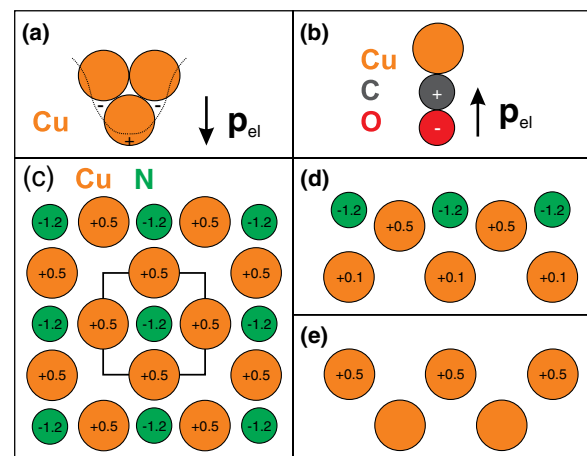 (a)
- -
+
Cu
p el
(b)
Cu
C +
O -
p el
(c) Cu N
-1.2 +0.5 -1.2 +0.5 -1.2
+0.5 +0.5 +0.5
-1.2 +0.5 -1.2 +0.5 -1.2
+0.5 +0.5 +0.5
-1.2 +0.5 -1.2 +0.5 -1.2
(d)
-1.2 -1.2 -1.2
+0.5 +0.5
+0.1 +0.1 +0.1
(e)
+0.5 +0.5 +0.5